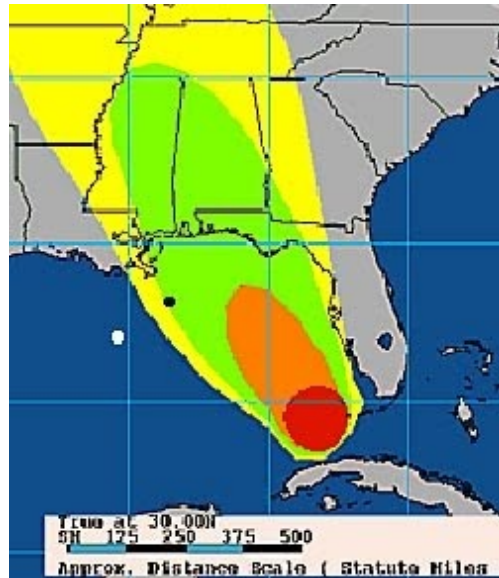 True at 30.00N
SM 125 250 375 500
Approx. Distance Scale ( Statute Miles